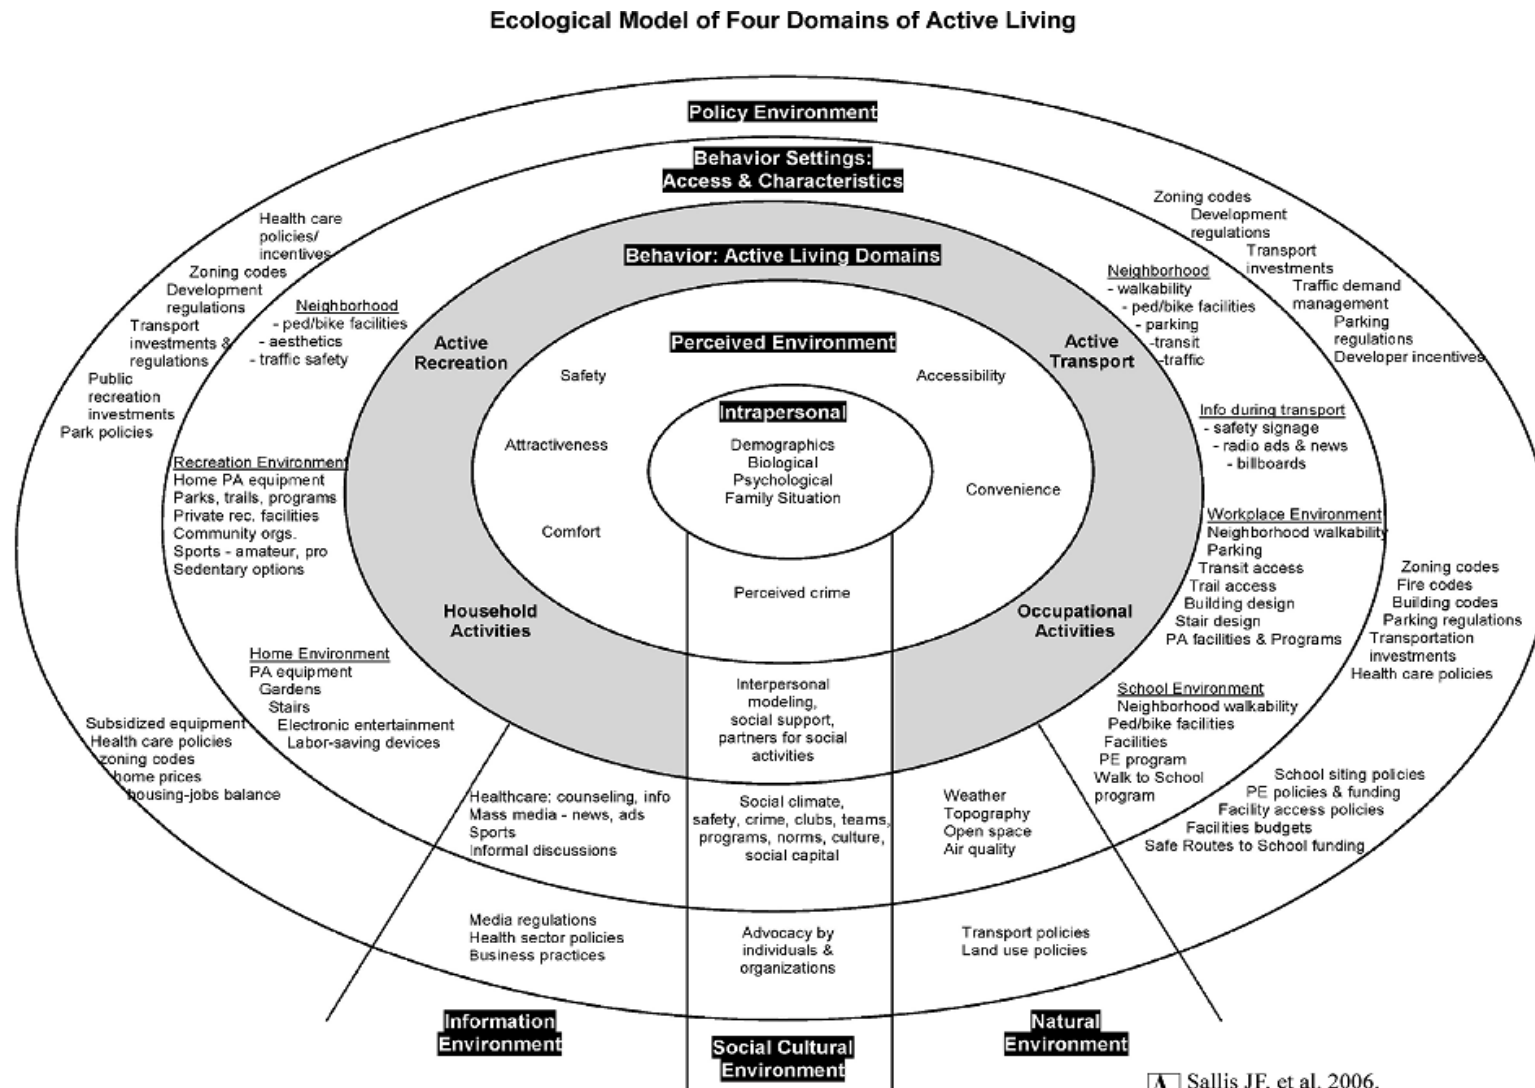 Ecological Model of Four Domains of Active Living
Policy Environment
Behavior Settings:
Access & Characteristics
Behavior: Active Living Domains
Perceived Environment
Intrapersonal
Demographics
Biological
Psychological
Family Situation
Safety
Attractiveness
Comfort
Accessibility
Convenience
Perceived crime
Active
Recreation
Active
Transport
Household
Activities
Occupational
Activities
Health care
policies/
incentives
Zoning codes
Development
regulations
Transport
investments &
regulations
Public
recreation
investments
Park policies
Neighborhood
- ped/bike facilities
- aesthetics
- traffic safety
Recreation Environment
Home PA equipment
Parks, trails, programs
Private rec. facilities
Community orgs.
Sports - amateur, pro
Sedentary options
Home Environment
PA equipment
Gardens
Stairs
Electronic entertainment
Labor-saving devices
Subsidized equipment
Health care policies
zoning codes
home prices
housing-jobs balance
Zoning codes
Development
regulations
Transport
investments
Traffic demand
management
Parking
regulations
Developer incentives
Neighborhood
- walkability
- ped/bike facilities
- parking
-transit
-traffic
Info during transport
- safety signage
- radio ads & news
- billboards
Workplace Environment
Neighborhood walkability
Parking
Transit access
Trail access
Building design
Stair design
PA facilities & Programs
Zoning codes
Fire codes
Building codes
Parking regulations
Transportation
investments
Health care policies
School Environment
Neighborhood walkability
Ped/bike facilities
Facilities
PE program
Walk to School
program
School siting policies
PE policies & funding
Facility access policies
Facilities budgets
Safe Routes to School funding
Interpersonal
modeling,
social support,
partners for social
activities
Healthcare: counseling, info
Mass media - news, ads
Sports
Informal discussions
Social climate,
safety, crime, clubs, teams,
programs, norms, culture,
social capital
Weather
Topography
Open space
Air quality
Media regulations
Health sector policies
Business practices
Advocacy by
individuals &
organizations
Transport policies
Land use policies
Information
Environment
Social Cultural
Environment
Natural
Environment
A Sallis JF, et al. 2006.